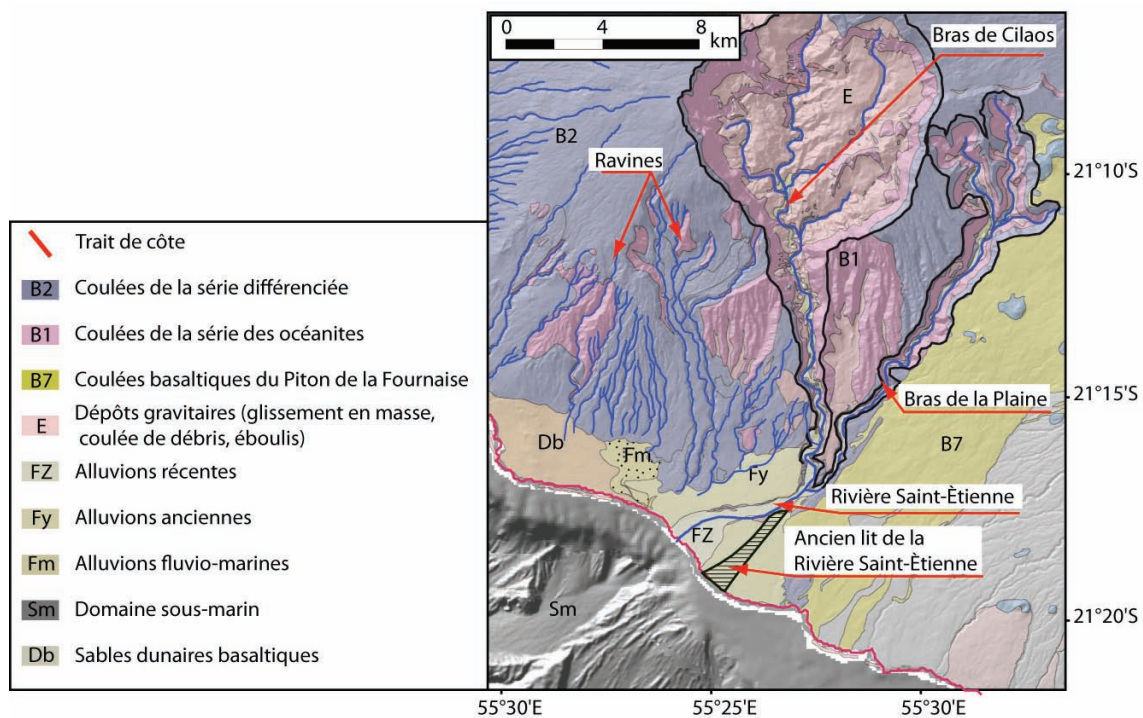 0 4 8
km
Bras de Cilaos
E
B2
Ravines
21°10'S
B1
Trait de côte
B2 Coulées de la série différenciée
B1 Coulées de la série des océanites
B7 Coulées basaltiques du Piton de la Fournaise
E Dépôts gravitaires (glissement en masse,
coulée de débris, éboulis)
FZ Alluvions récentes
Fy Alluvions anciennes
Fm Alluvions fluvio-marines
Sm Domaine sous-marin
Db Sables dunaires basaltiques
Bras de la Plaine
21°15'S
B7
Db
Fm
Fy
Rivière Saint-Ètienne
FZ
Ancien lit de la
Rivière Saint-Ètienne
Sm
21°20'S
55°30'E 55°25'E 55°30'E